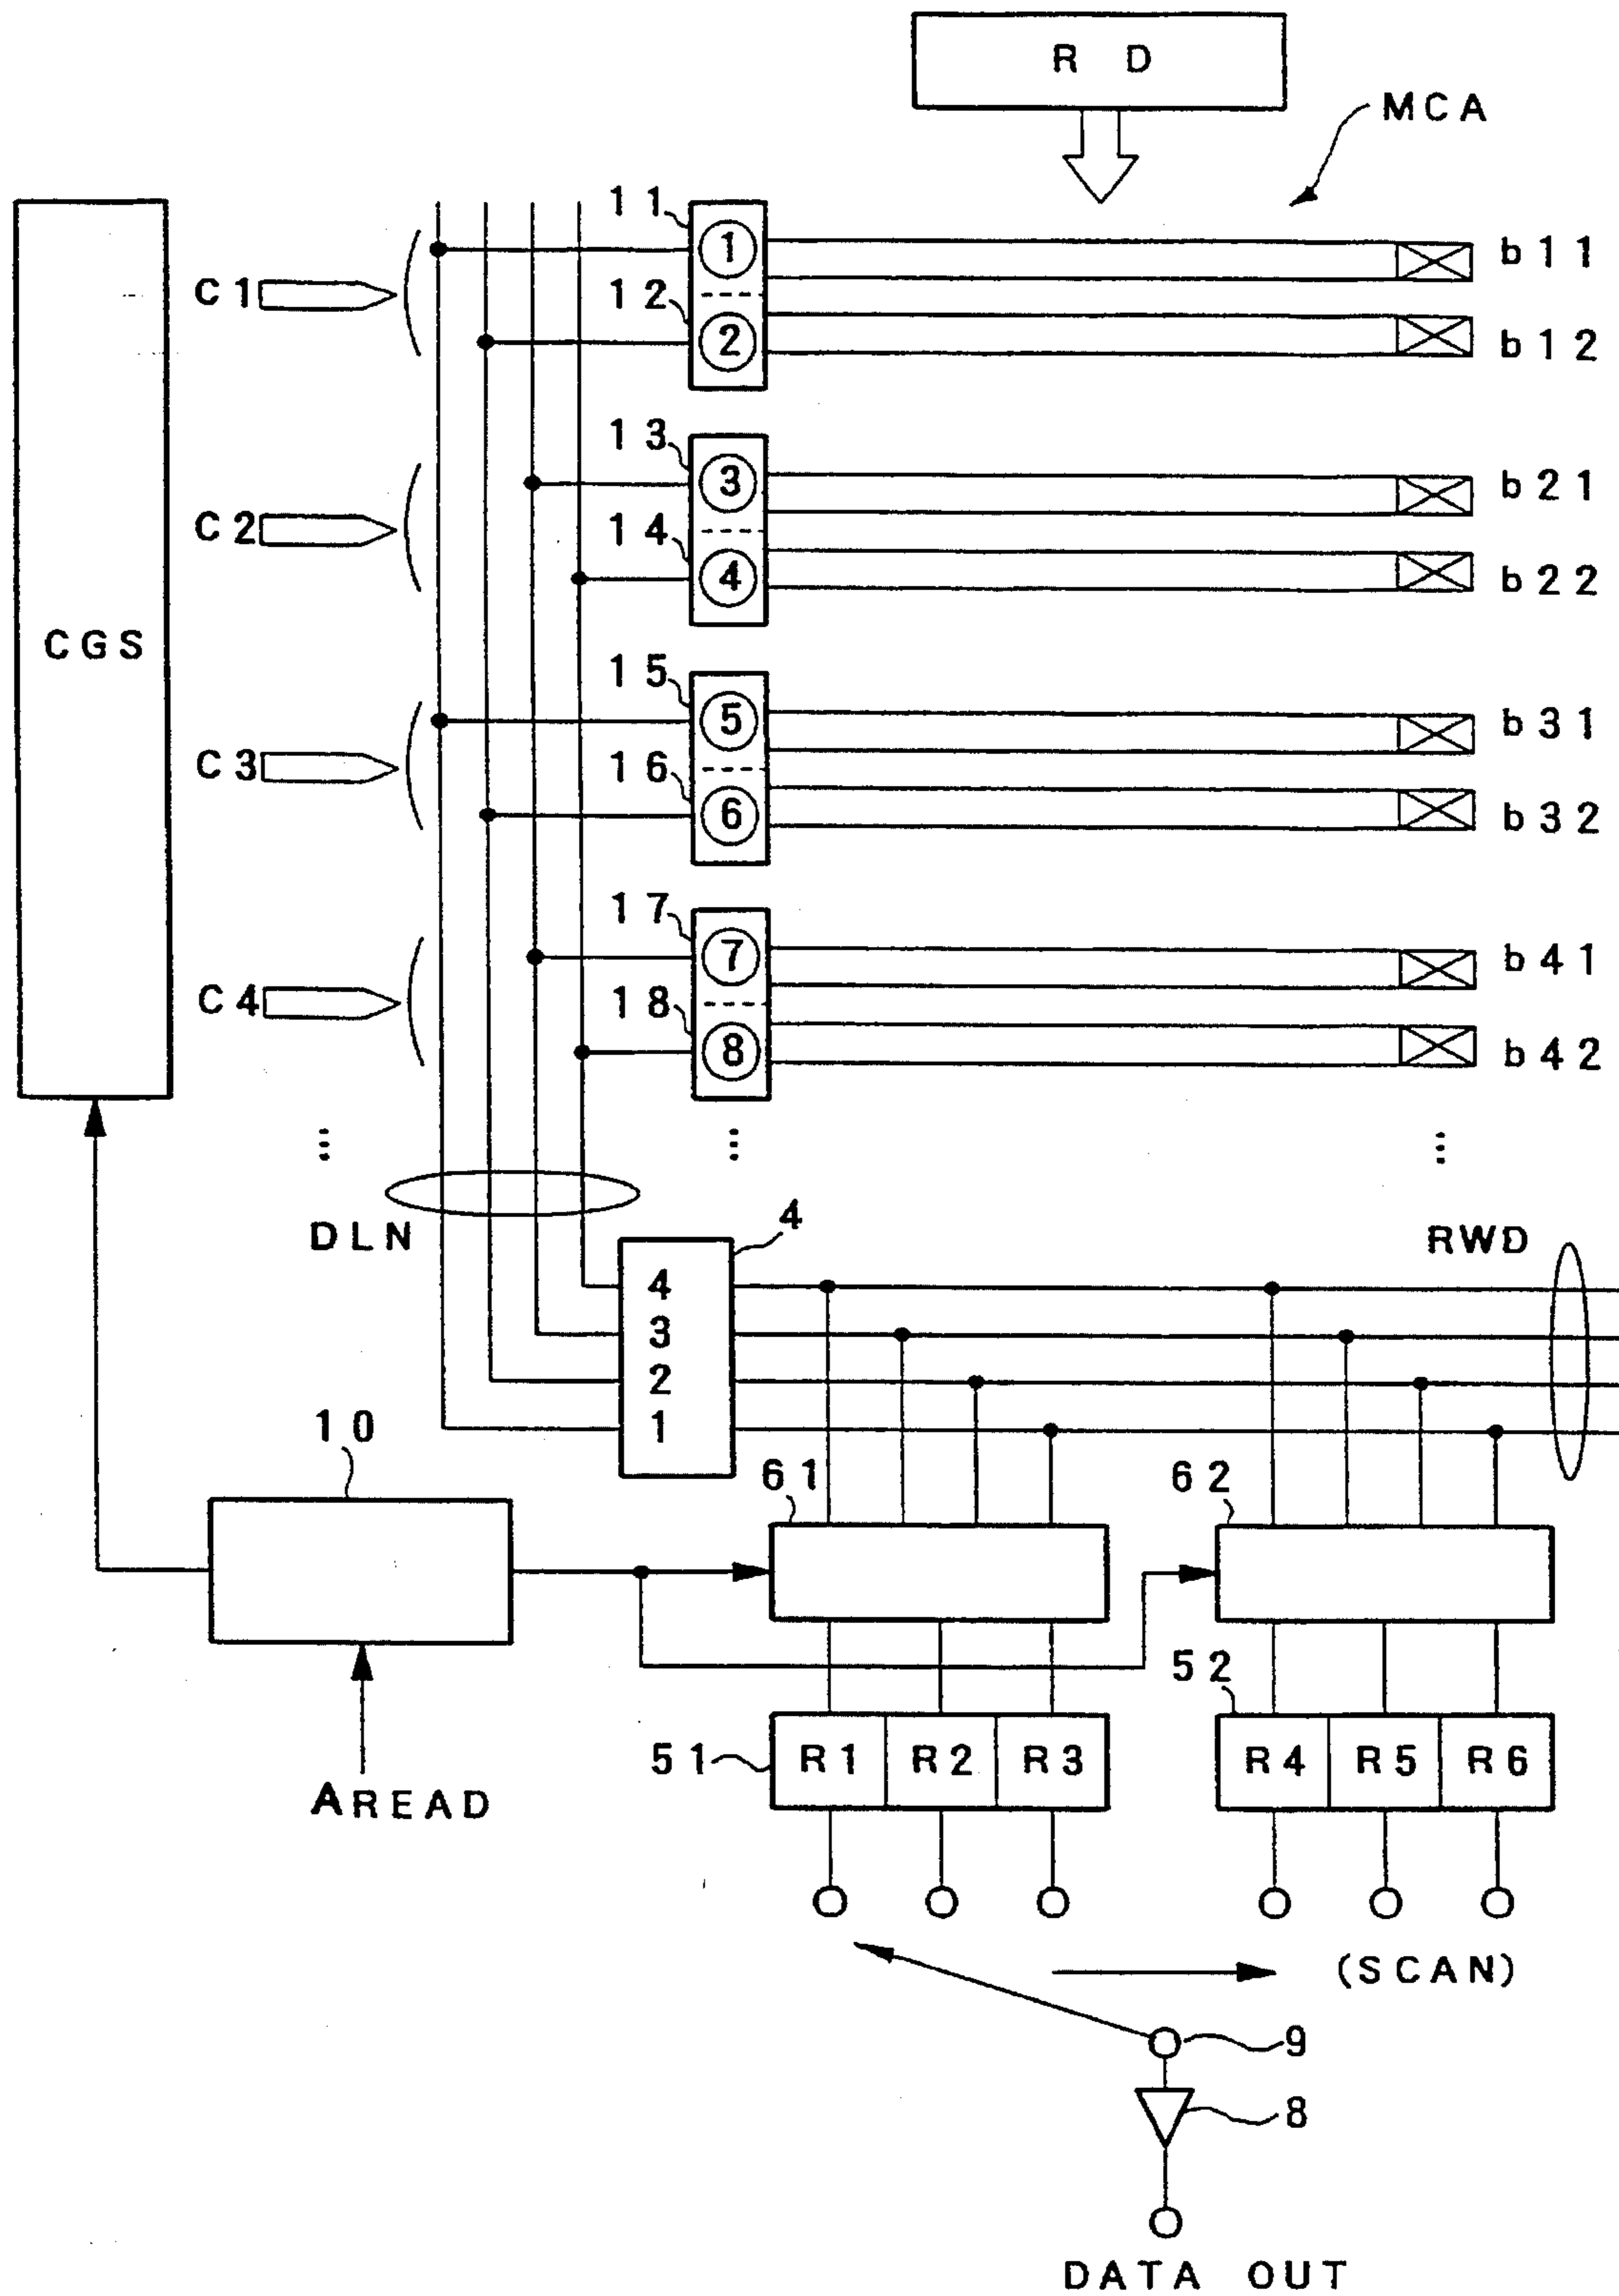 R D
MCA
CGS
C1
11
①
b11
12
②
b12
C2
13
③
b21
14
④
b22
C3
15
⑤
b31
16
⑥
b32
C4
17
⑦
b41
18
⑧
b42
DLN
4
RWD
4
3
2
1
10
61
62
AREAD
51
R1 R2 R3
52
R4 R5 R6
(SCAN)
9
8
DATA OUT